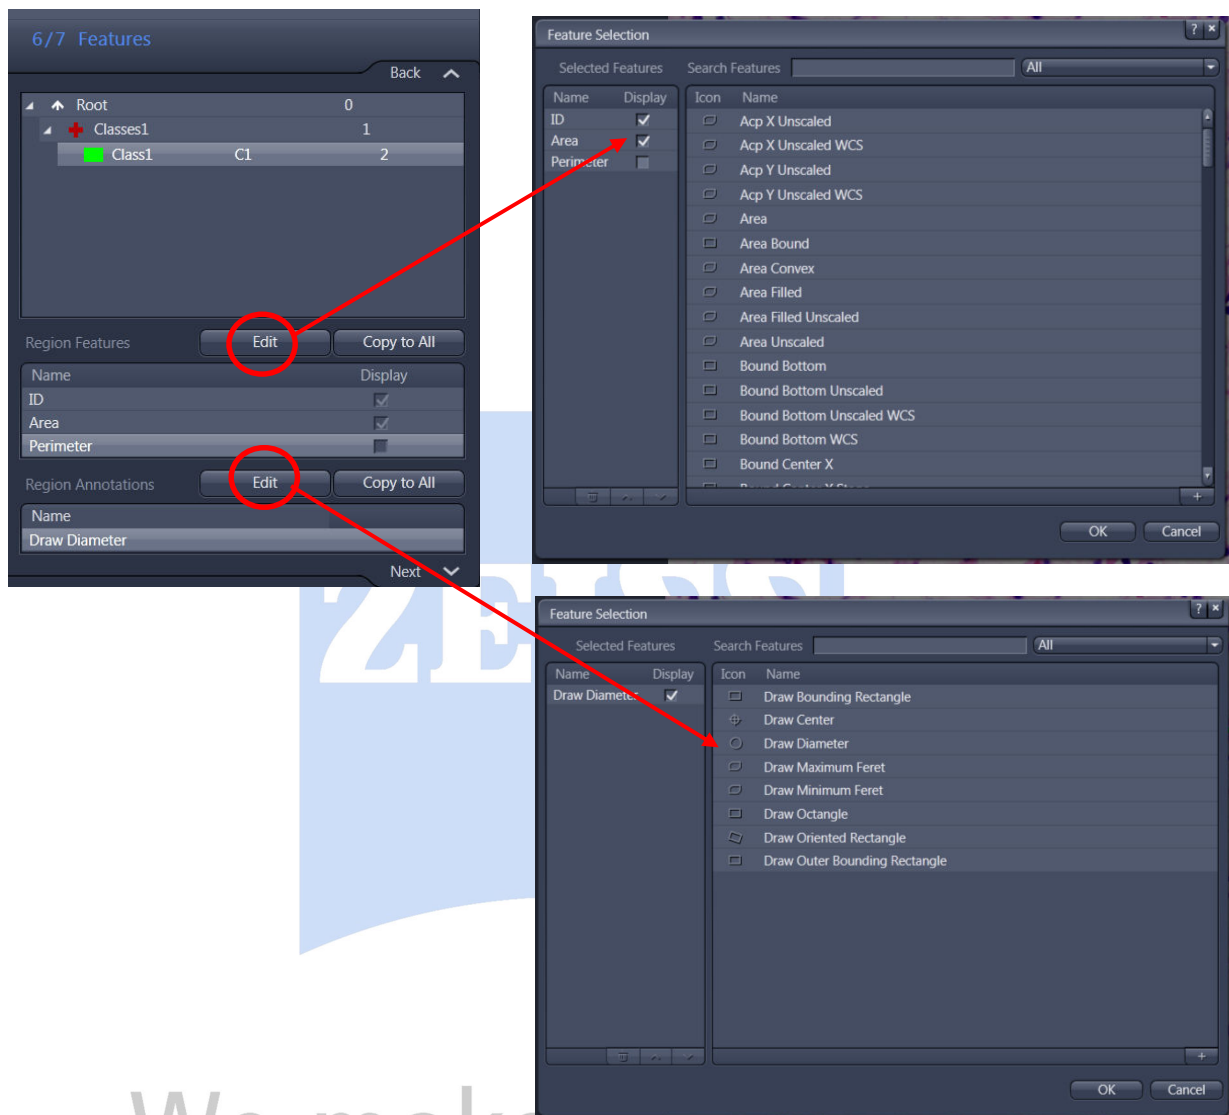 6/7 Features
Back
Root 0
Classes1 1
Class1 C1 2
Region Features Edit Copy to All
Name Display
ID
Area
Perimeter
Region Annotations Edit Copy to All
Name
Draw Diameter
Next
Feature Selection ? ×
Selected Features Search Features All
Name Display Icon Name
ID
Area
Perimeter
Acp X Unscaled
Acp X Unscaled WCS
Acp Y Unscaled
Acp Y Unscaled WCS
Area
Area Bound
Area Convex
Area Filled
Area Filled Unscaled
Area Unscaled
Bound Bottom
Bound Bottom Unscaled
Bound Bottom Unscaled WCS
Bound Bottom WCS
Bound Center X
+
OK Cancel
ZEISS
Feature Selection ? ×
Selected Features Search Features All
Name Display Icon Name
Draw Diameter
Draw Bounding Rectangle
Draw Center
Draw Diameter
Draw Maximum Feret
Draw Minimum Feret
Draw Octangle
Draw Oriented Rectangle
Draw Outer Bounding Rectangle
+
OK Cancel
We make